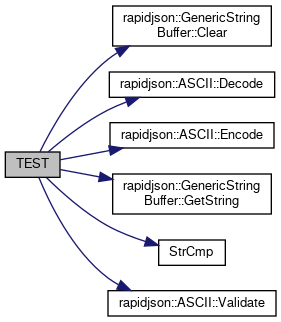 rapidjson::GenericString
Buffer::Clear
rapidjson::ASCII::Decode
rapidjson::ASCII::Encode
TEST
rapidjson::GenericString
Buffer::GetString
StrCmp
rapidjson::ASCII::Validate